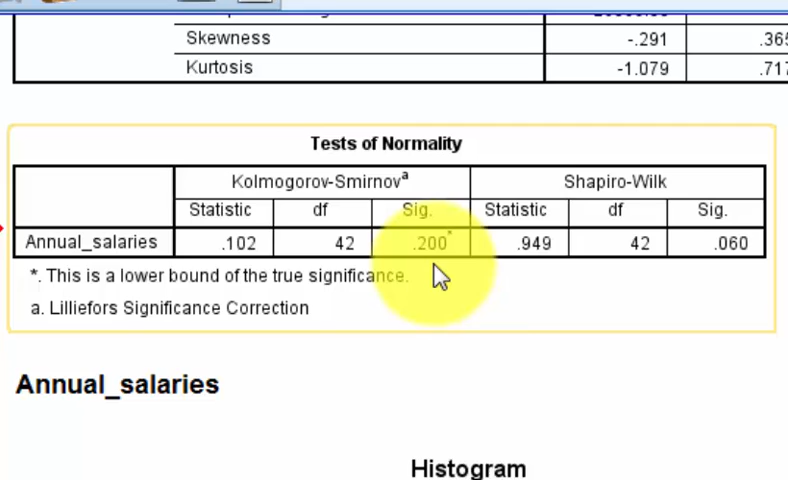 Skewness -.291 .365
Kurtosis -1.079 .717
Tests of Normality
Kolmogorov-Smirnovᵃ Shapiro-Wilk
Statistic df Sig. Statistic df Sig.
Annual_salaries .102 42 .200* .949 42 .060
*. This is a lower bound of the true significance.
a. Lilliefors Significance Correction
Annual_salaries
Histogram